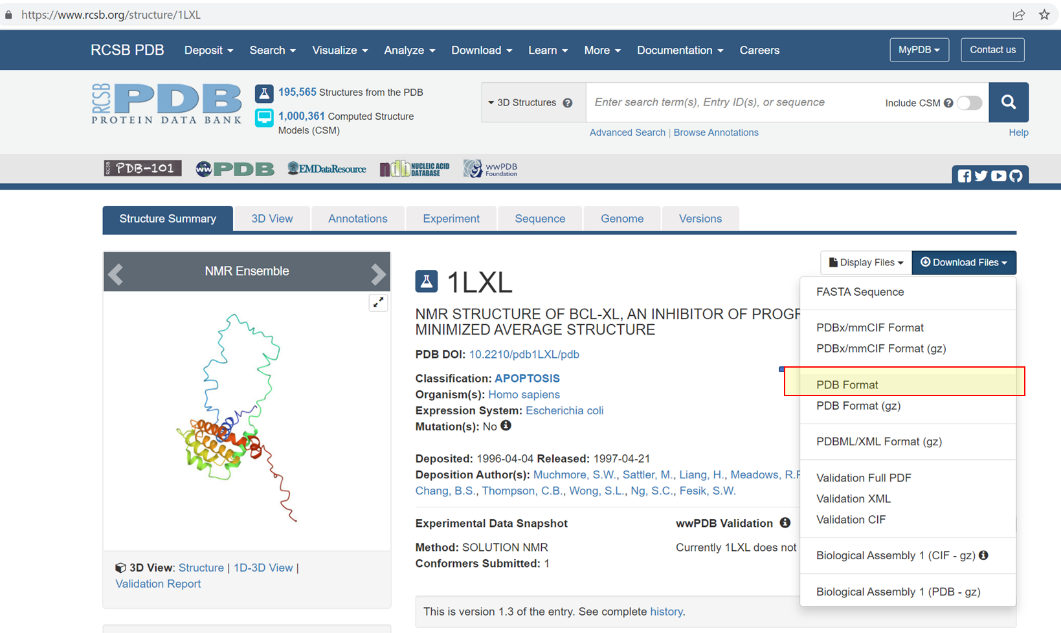 https://www.rcsb.org/structure/1LXL
RCSB PDB Deposit Search Visualize Analyze Download Learn More Documentation Careers MyPDB Contact us
RCSB PDB
PROTEIN DATA BANK
195,565 Structures from the PDB
1,000,361 Computed Structure
Models (CSM)
3D Structures Enter search term(s), Entry ID(s), or sequence Include CSM
Advanced Search | Browse Annotations Help
RCSB PDB-101 wwPDB EMDataResource NUCLEIC ACID DATABASE wwPDB Foundation
Structure Summary 3D View Annotations Experiment Sequence Genome Versions
Display Files Download Files
NMR Ensemble
1LXL
FASTA Sequence
NMR STRUCTURE OF BCL-XL, AN INHIBITOR OF PROG
MINIMIZED AVERAGE STRUCTURE
PDBx/mmCIF Format
PDBx/mmCIF Format (gz)
PDB DOI: 10.2210/pdb1LXL/pdb
Classification: APOPTOSIS
PDB Format
Organism(s): Homo sapiens
PDB Format (gz)
Expression System: Escherichia coli
Mutation(s): No
PDBML/XML Format (gz)
Deposited: 1996-04-04 Released: 1997-04-21
Deposition Author(s): Muchmore, S.W., Sattler, M., Liang, H., Meadows, R.P
Validation Full PDF
Chang, B.S., Thompson, C.B., Wong, S.L., Ng, S.C., Fesik, S.W.
Validation XML
Validation CIF
Experimental Data Snapshot wwPDB Validation
Method: SOLUTION NMR Currently 1LXL does not
Biological Assembly 1 (CIF - gz)
Conformers Submitted: 1
3D View: Structure | 1D-3D View |
Validation Report
Biological Assembly 1 (PDB - gz)
This is version 1.3 of the entry. See complete history.